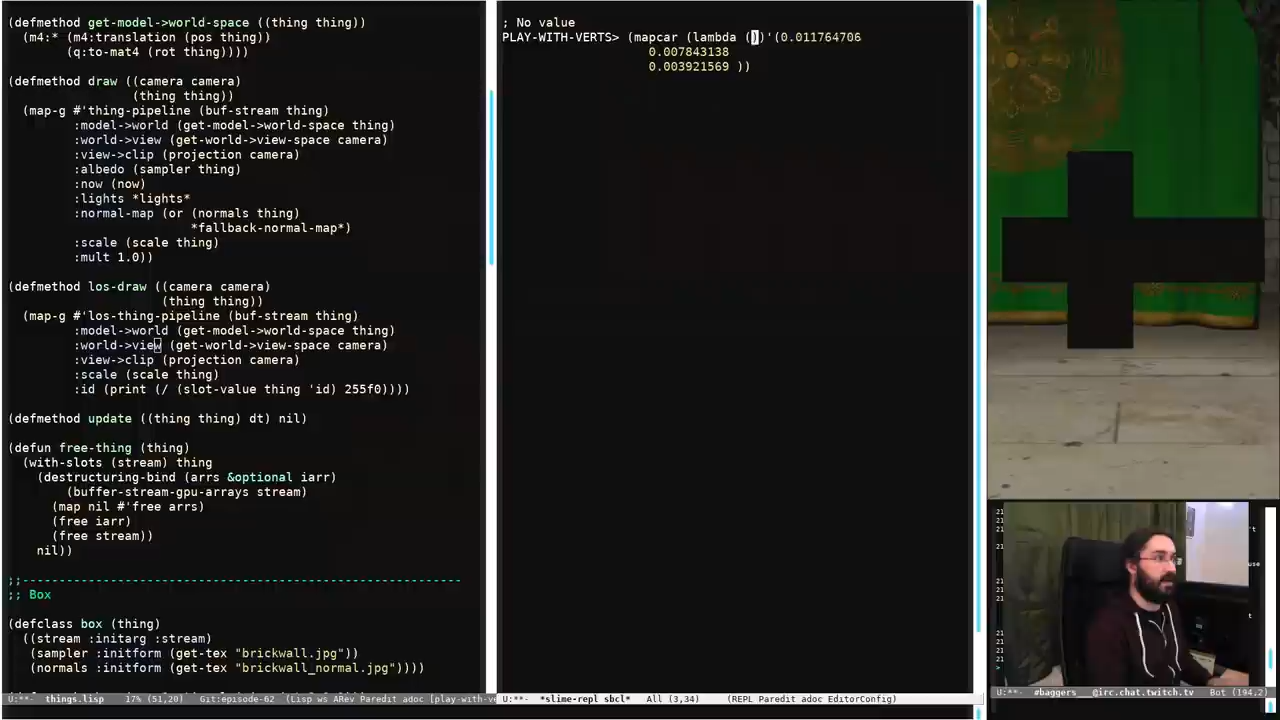 (defmethod get-model->world-space ((thing thing))
(m4:* (m4:translation (pos thing))
(q:to-mat4 (rot thing))))
(defmethod draw ((camera camera)
(thing thing))
(map-g #'thing-pipeline (buf-stream thing)
:model->world (get-model->world-space thing)
:world->view (get-world->view-space camera)
:view->clip (projection camera)
:albedo (sampler thing)
:now (now)
:lights *lights*
:normal-map (or (normals thing)
*fallback-normal-map*)
:scale (scale thing)
:mult 1.0))
(defmethod los-draw ((camera camera)
(thing thing))
(map-g #'los-thing-pipeline (buf-stream thing)
:model->world (get-model->world-space thing)
:world->view (get-world->view-space camera)
:view->clip (projection camera)
:scale (scale thing)
:id (print (/ (slot-value thing 'id) 255f0))))
(defmethod update ((thing thing) dt) nil)
(defun free-thing (thing)
(with-slots (stream) thing
(destructuring-bind (arrs &optional iarr)
(buffer-stream-gpu-arrays stream)
(map nil #'free arrs)
(free iarr)
(free stream))
nil))
;;----------------------------------------------------------
;; Box
(defclass box (thing)
((stream :initarg :stream)
(sampler :initform (get-tex "brickwall.jpg"))
(normals :initform (get-tex "brickwall_normal.jpg"))))
U:**- things.lisp 17% (51,20) Git:episode-62 (Lisp ws ARev Paredit adoc [play-with-ve
; No value
PLAY-WITH-VERTS> (mapcar (lambda ())'(0.011764706
0.007843138
0.003921569 ))
U:**- *slime-repl sbcl* All (3,34) (REPL Paredit adoc EditorConfig)
U:**- #baggers @irc.chat.twitch.tv Bot (194,2)